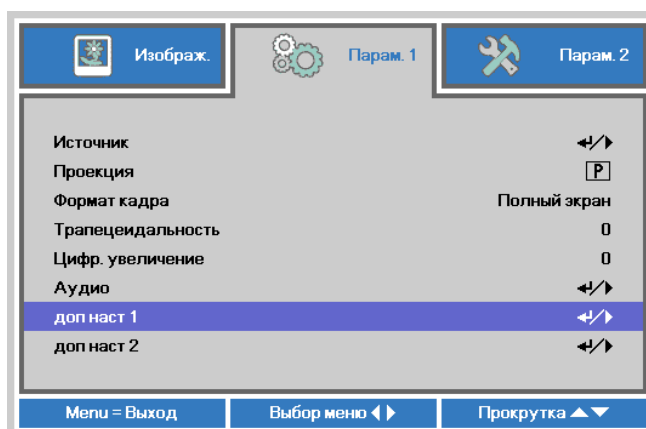 Изображ. Парам. 1 Парам. 2
Источник
Проекция P
Формат кадра Полный экран
Трапецеидальность 0
Цифр. увеличение 0
Аудио
доп наст 1
доп наст 2
Menu = Выход Выбор меню Прокрутка